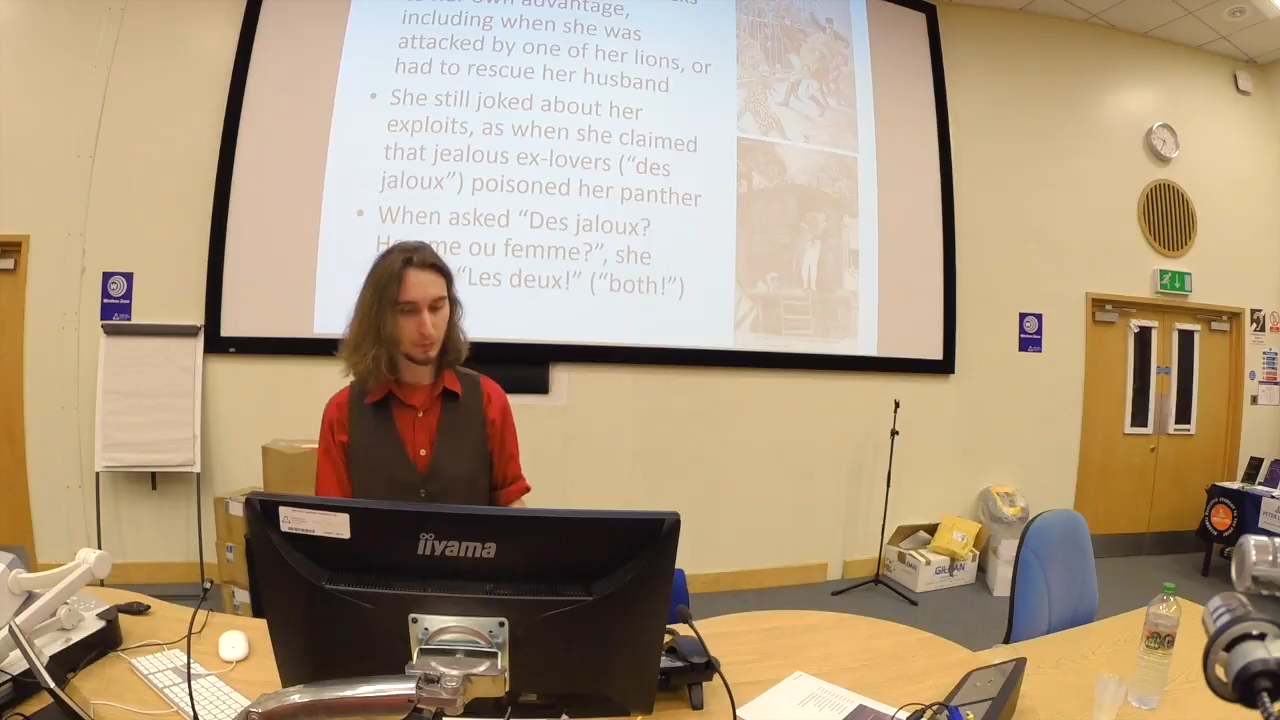 to her own advantage,
including when she was
attacked by one of her lions, or
had to rescue her husband
• She still joked about her
exploits, as when she claimed
that jealous ex-lovers ("des
jaloux") poisoned her panther
• When asked "Des jaloux?
ou femme?", she
"Les deux!" ("both!")
iiyama